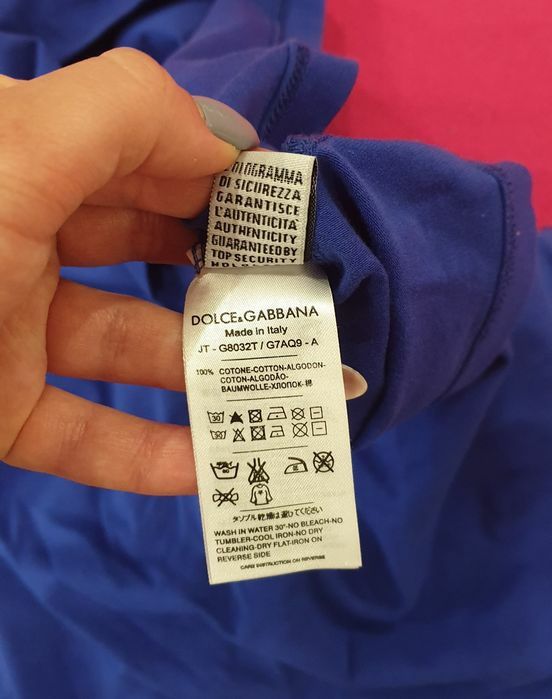 OLOGRAMMA
DI SICUREZZA
GARANTISCE
L'AUTENTICITÀ
AUTHENTICITY
GUARANTEED BY
TOP SECURITY
DOLCE&GABBANA
Made in Italy
JT - G8032T / G7AQ9 - A
100% COTONE-COTTON-ALGODON-
COTON-ALGODÃO-
BAUMWOLLE-ХЛОПОК-棉
30
タンブル乾燥は避けてください
WASH IN WATER 30°-NO BLEACH-NO
TUMBLER-COOL IRON-NO DRY
CLEANING-DRY FLAT-IRON ON
REVERSE SIDE
CARE INSTRUCTION ON REVERSE